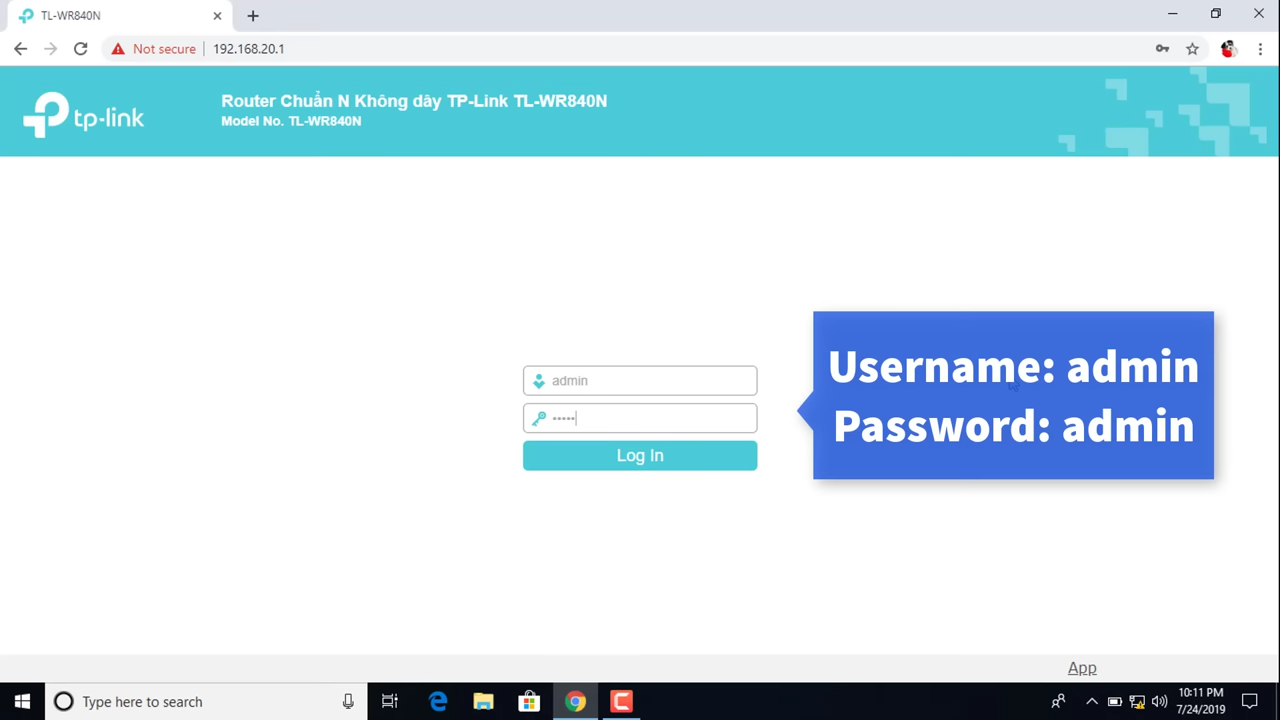 TL-WR840N
Not secure
192.168.20.1
tp-link
Router Chuẩn N Không dây TP-Link TL-WR840N
Model No. TL-WR840N
admin
•••••
Log In
Username: admin
Password: admin
App
Type here to search
10:11 PM
7/24/2019